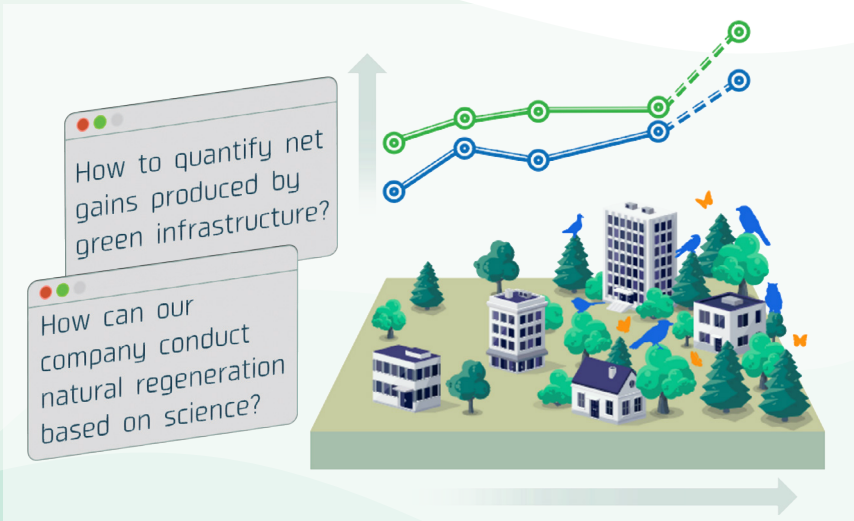 How to quantify net
gains produced by
green infrastructure?
How can our
company conduct
natural regeneration
based on science?